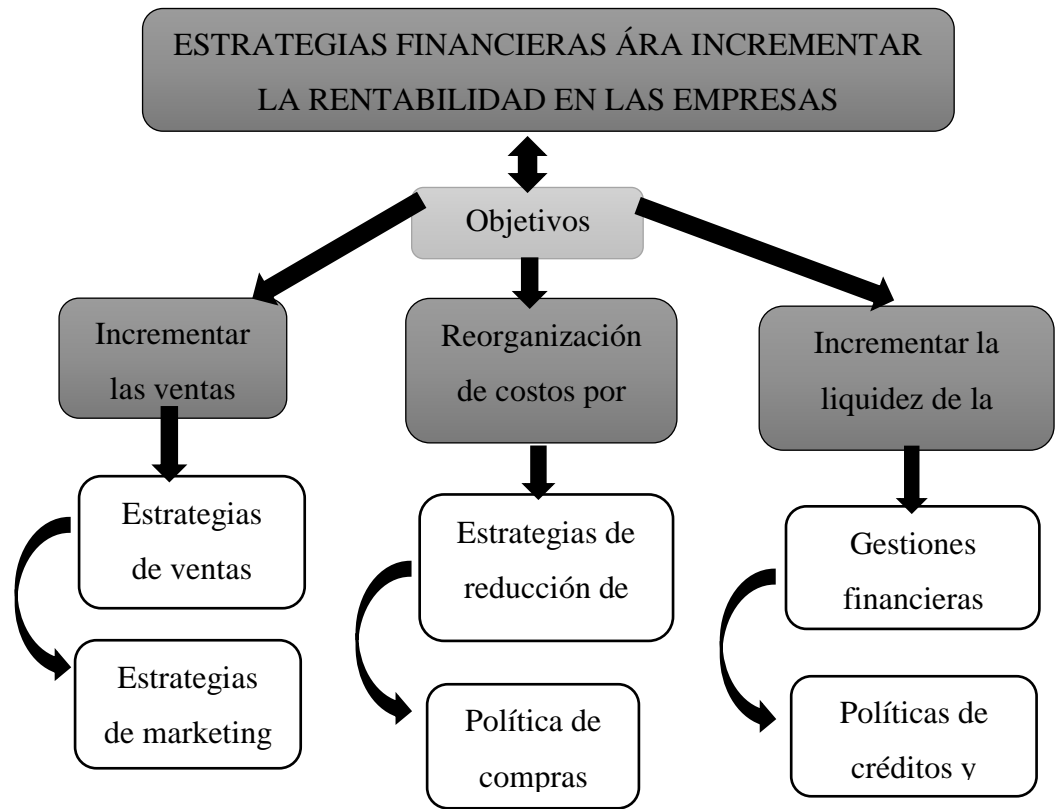 ESTRATEGIAS FINANCIERAS ÁRA INCREMENTAR
LA RENTABILIDAD EN LAS EMPRESAS
Objetivos
Incrementar
las ventas
Reorganización
de costos por
Incrementar la
liquidez de la
Estrategias
de ventas
Estrategias de
reducción de
Gestiones
financieras
Estrategias
de marketing
Política de
compras
Políticas de
créditos y